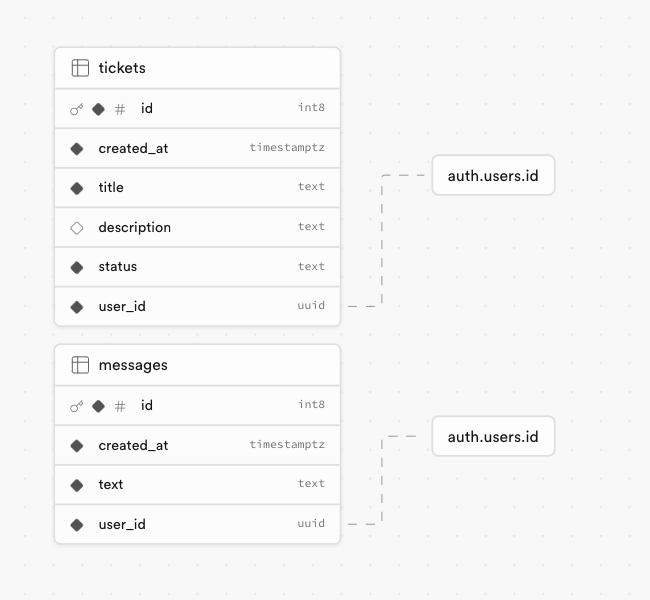 tickets
# id int8
created_at timestamptz
title text
description text
status text
user_id uuid
auth.users.id
messages
# id int8
created_at timestamptz
text text
user_id uuid
auth.users.id